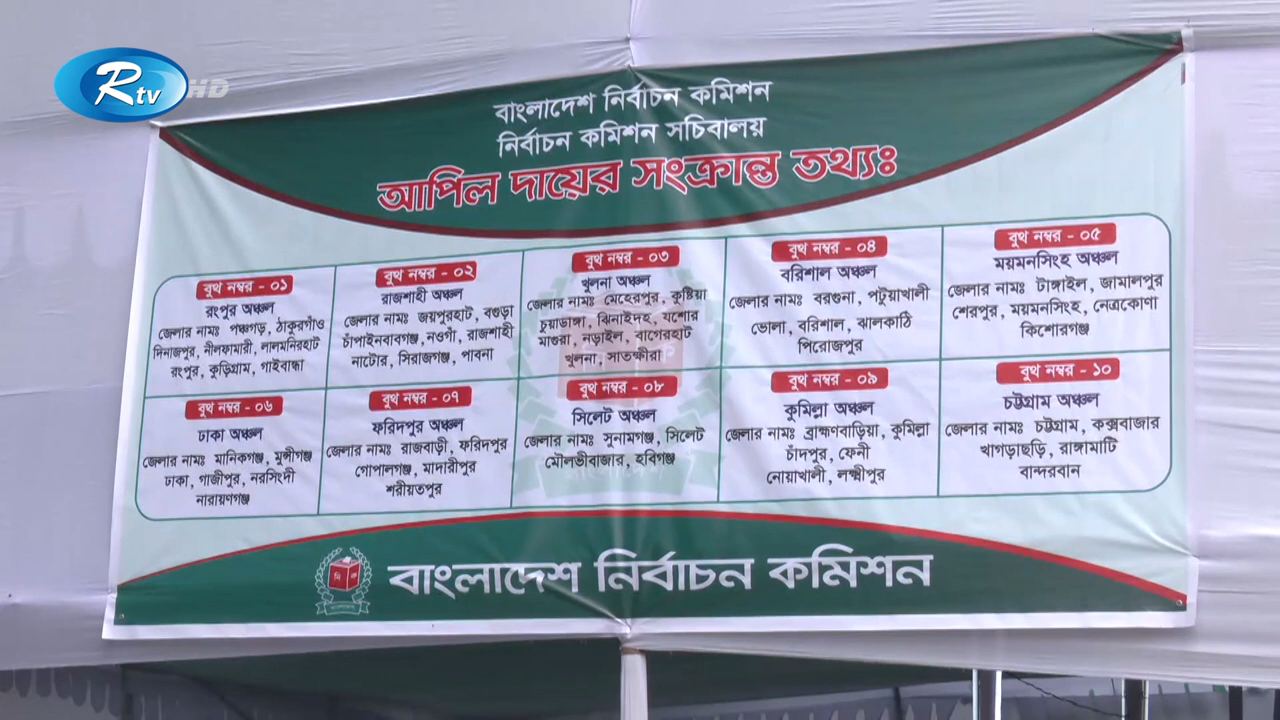 Rtv HD
বাংলাদেশ নির্বাচন কমিশন
নির্বাচন কমিশন সচিবালয়
আপিল দায়ের সংক্রান্ত তথ্যঃ
বুথ নম্বর - ০১
রংপুর অঞ্চল
জেলার নামঃ পঞ্চগড়, ঠাকুরগাঁও
দিনাজপুর, নীলফামারী, লালমনিরহাট
রংপুর, কুড়িগ্রাম, গাইবান্ধা
বুথ নম্বর - ০২
রাজশাহী অঞ্চল
জেলার নামঃ জয়পুরহাট, বগুড়া
চাঁপাইনবাবগঞ্জ, নওগাঁ, রাজশাহী
নাটোর, সিরাজগঞ্জ, পাবনা
বুথ নম্বর - ০৩
খুলনা অঞ্চল
জেলার নামঃ মেহেরপুর, কুষ্টিয়া
চুয়াডাঙ্গা, ঝিনাইদহ, যশোর
মাগুরা, নড়াইল, বাগেরহাট
খুলনা, সাতক্ষীরা
বুথ নম্বর - ০৪
বরিশাল অঞ্চল
জেলার নামঃ বরগুনা, পটুয়াখালী
ভোলা, বরিশাল, ঝালকাঠি
পিরোজপুর
বুথ নম্বর - ০৫
ময়মনসিংহ অঞ্চল
জেলার নামঃ টাঙ্গাইল, জামালপুর
শেরপুর, ময়মনসিংহ, নেত্রকোণা
কিশোরগঞ্জ
বুথ নম্বর - ০৬
ঢাকা অঞ্চল
জেলার নামঃ মানিকগঞ্জ, মুন্সীগঞ্জ
ঢাকা, গাজীপুর, নরসিংদী
নারায়ণগঞ্জ
বুথ নম্বর - ০৭
ফরিদপুর অঞ্চল
জেলার নামঃ রাজবাড়ী, ফরিদপুর
গোপালগঞ্জ, মাদারীপুর
শরীয়তপুর
বুথ নম্বর - ০৮
সিলেট অঞ্চল
জেলার নামঃ সুনামগঞ্জ, সিলেট
মৌলভীবাজার, হবিগঞ্জ
বুথ নম্বর - ০৯
কুমিল্লা অঞ্চল
জেলার নামঃ ব্রাহ্মণবাড়িয়া, কুমিল্লা
চাঁদপুর, ফেনী
নোয়াখালী, লক্ষ্মীপুর
বুথ নম্বর - ১০
চট্টগ্রাম অঞ্চল
জেলার নামঃ চট্টগ্রাম, কক্সবাজার
খাগড়াছড়ি, রাঙ্গামাটি
বান্দরবান
বাংলাদেশ নির্বাচন কমিশন